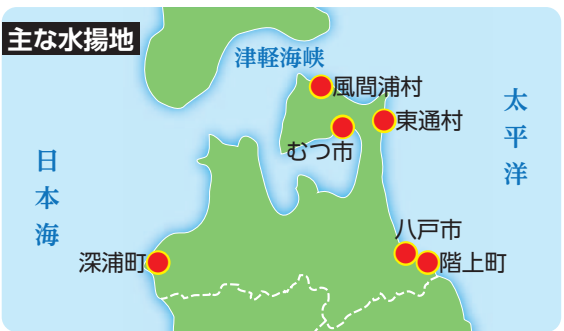 主な水揚地
津軽海峡
風間浦村
東通村
むつ市
太平洋
日本海
八戸市
深浦町
階上町